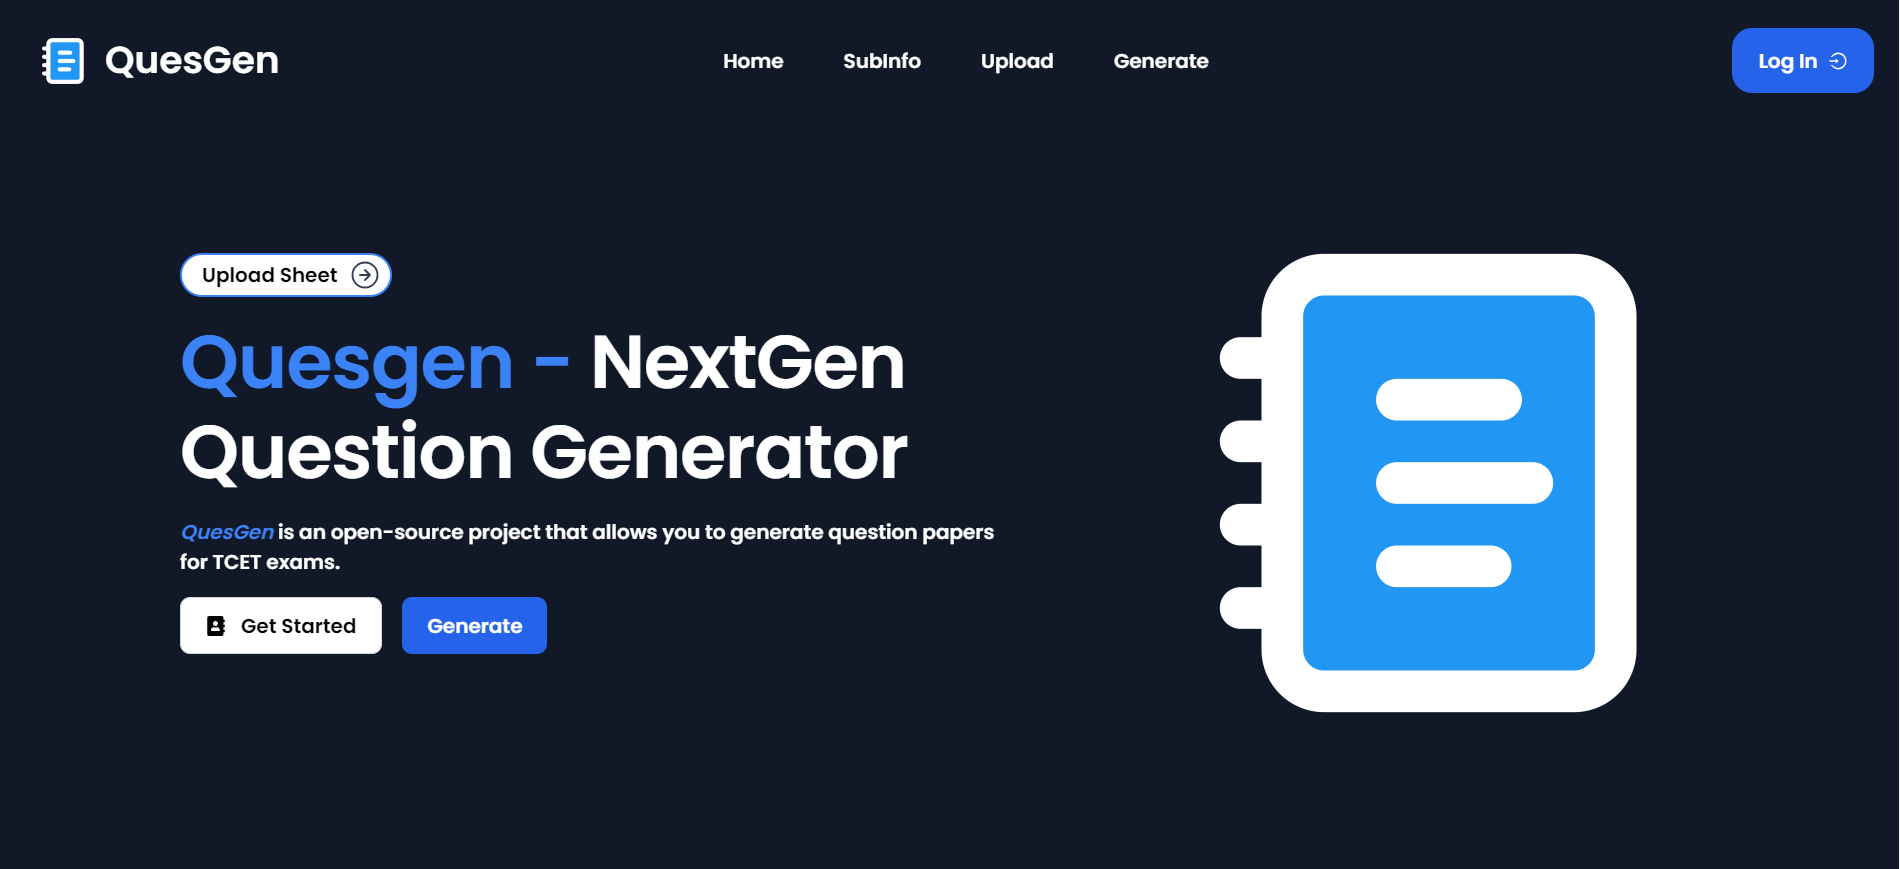 QuesGen
Home
SubInfo
Upload
Generate
Log In
Upload Sheet
Quesgen - NextGen
Question Generator
QuesGen is an open-source project that allows you to generate question papers
for TCET exams.
Get Started
Generate